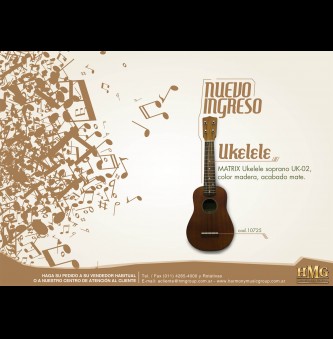 NUEVO
INGRESO
Ukelele
MATRIX Ukelele soprano UK-02,
color madera, acabado mate.
cod.10725
HAGA SU PEDIDO A SU VENDEDOR HABITUAL
O A NUESTRO CENTRO DE ATENCIÓN AL CLIENTE
HMG